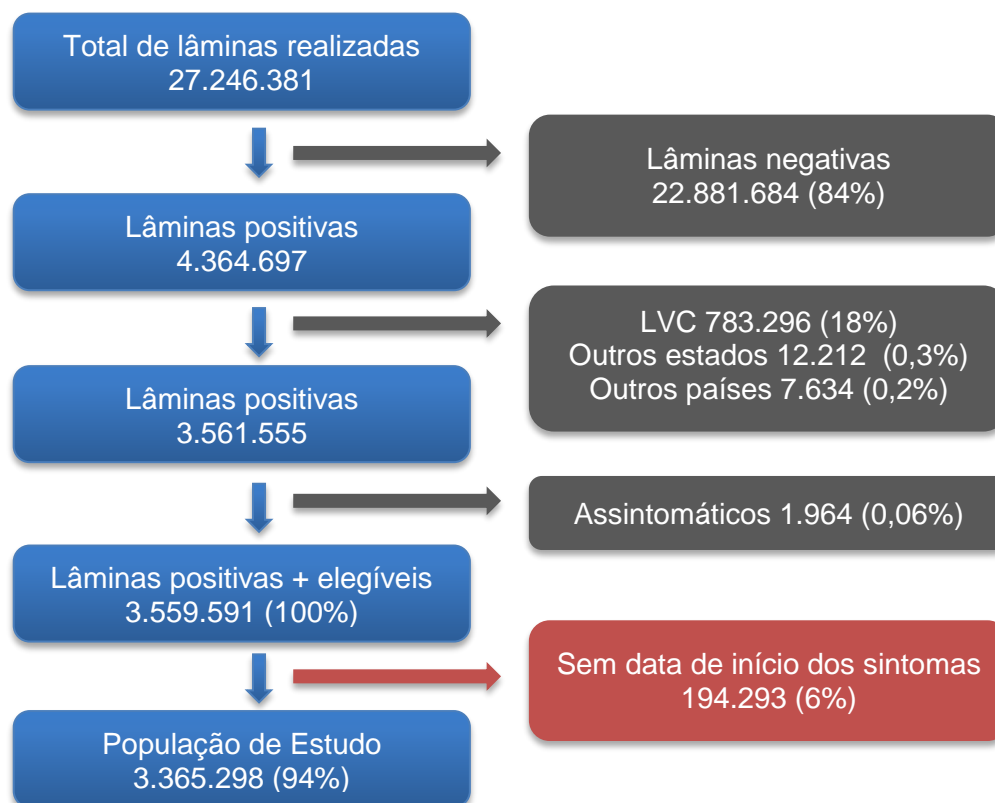 Total de lâminas realizadas
27.246.381
Lâminas negativas
22.881.684 (84%)
Lâminas positivas
4.364.697
LVC 783.296 (18%)
Outros estados 12.212 (0,3%)
Outros países 7.634 (0,2%)
Lâminas positivas
3.561.555
Assintomáticos 1.964 (0,06%)
Lâminas positivas + elegíveis
3.559.591 (100%)
Sem data de início dos sintomas
194.293 (6%)
População de Estudo
3.365.298 (94%)